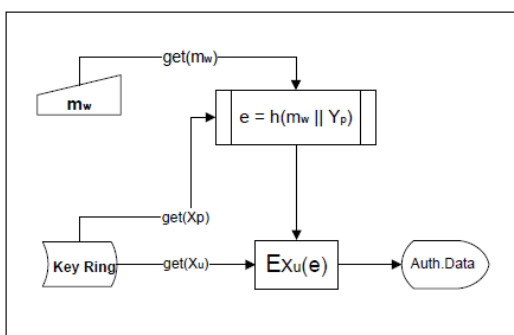 get(mw)
mw
e = h(mw || Yp)
get(Xp)
Key Ring
get(Xu)
EXu(e)
Auth.Data